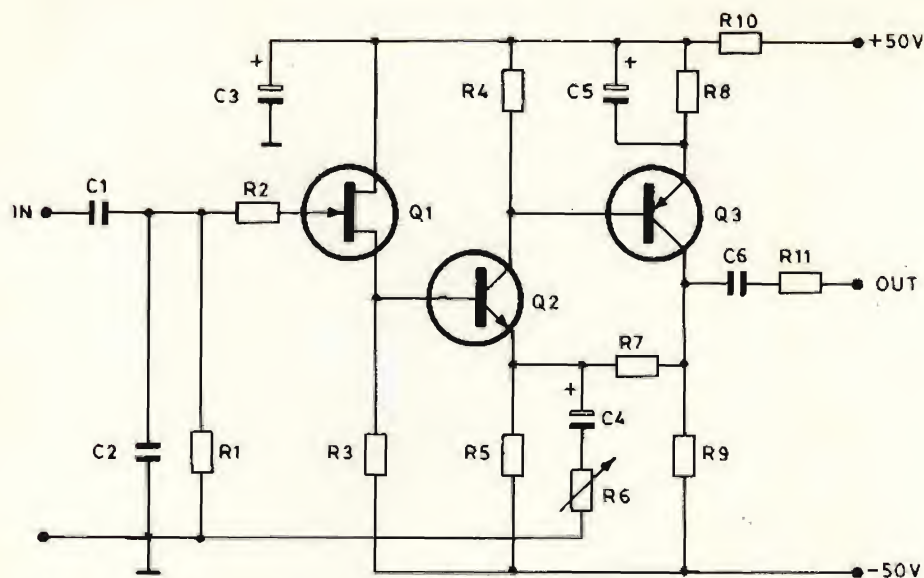 R10
+50V
+
C3
R4
+
C5
R8
C1
R2
IN
Q1
Q3
C6
R11
Q2
OUT
R7
+
C4
C2
R1
R3
R5
R6
R9
-50V